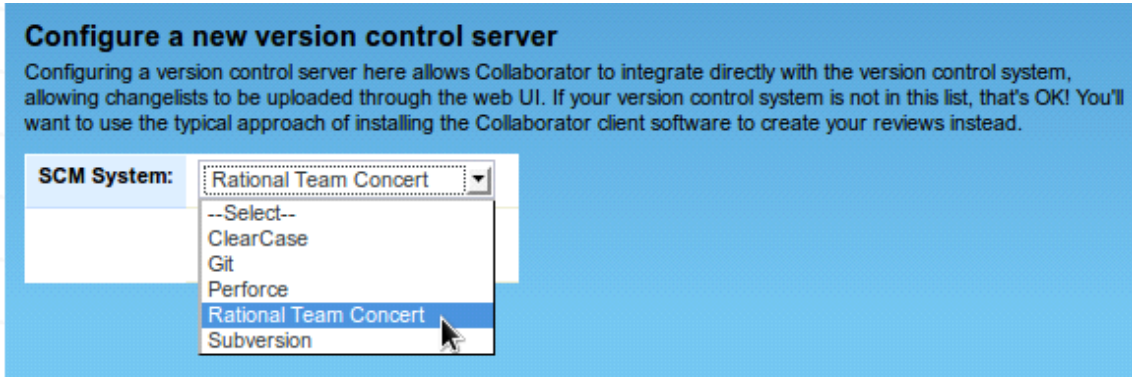 Configure a new version control server
Configuring a version control server here allows Collaborator to integrate directly with the version control system,
allowing changelists to be uploaded through the web UI. If your version control system is not in this list, that's OK! You'll
want to use the typical approach of installing the Collaborator client software to create your reviews instead.
SCM System: Rational Team Concert
--Select--
ClearCase
Git
Perforce
Rational Team Concert
Subversion